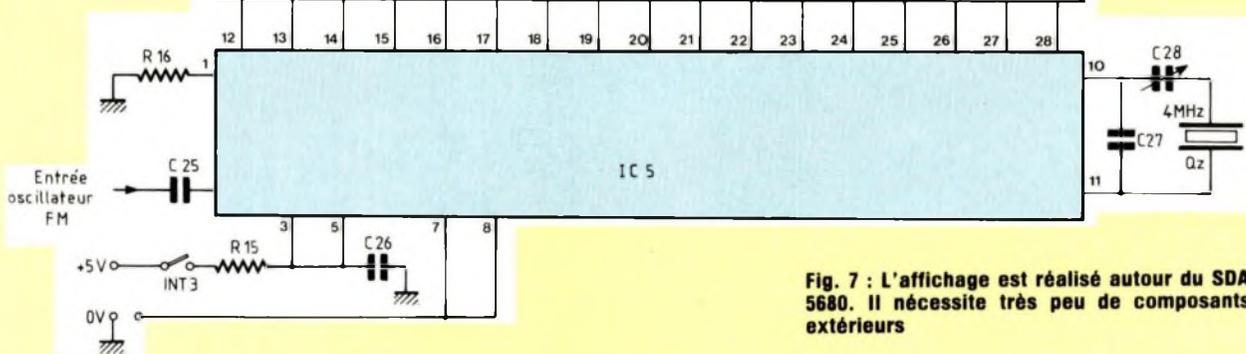 12 13 14 15 16 17 18 19 20 21 22 23 24 25 26 27 28
R 16
1
10
C28
4MHz
C27
Qz
C 25
IC 5
11
Entrée
oscillateur
FM
3 5 7 8
R 15
C 26
+5V
INT3
0V
Fig. 7 : L'affichage est réalisé autour du SDA
5680. Il nécessite très peu de composants
extérieurs